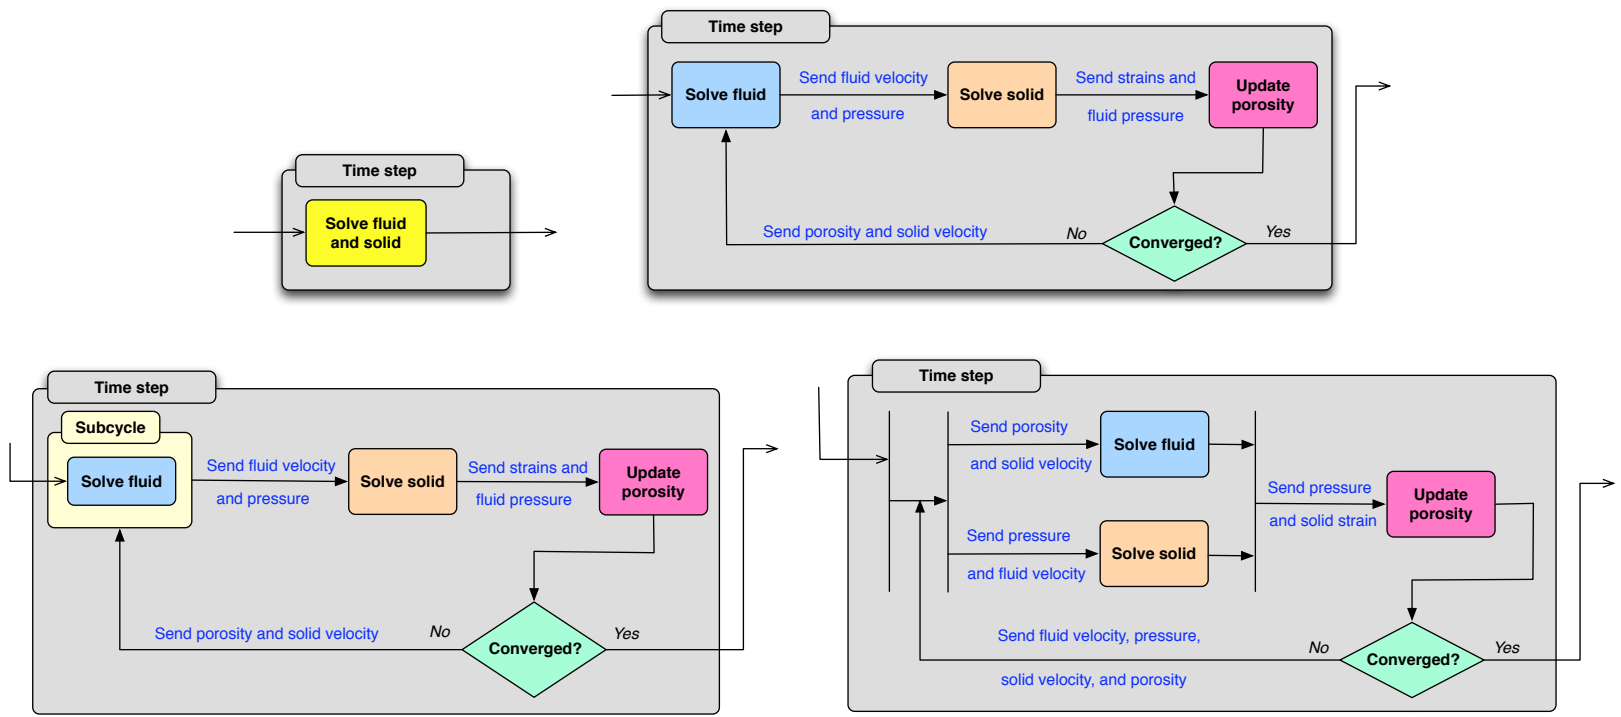 Time step
Solve fluid
and solid
Time step
Solve fluid
Send fluid velocity
and pressure
Solve solid
Send strains and
fluid pressure
Update
porosity
Send porosity and solid velocity
No
Converged?
Yes
Time step
Subcycle
Solve fluid
Send fluid velocity
and pressure
Solve solid
Send strains and
fluid pressure
Update
porosity
Send porosity and solid velocity
No
Converged?
Yes
Time step
Send porosity
and solid velocity
Solve fluid
Send pressure
and fluid velocity
Solve solid
Send pressure
and solid strain
Update
porosity
Send fluid velocity, pressure,
solid velocity, and porosity
No
Converged?
Yes